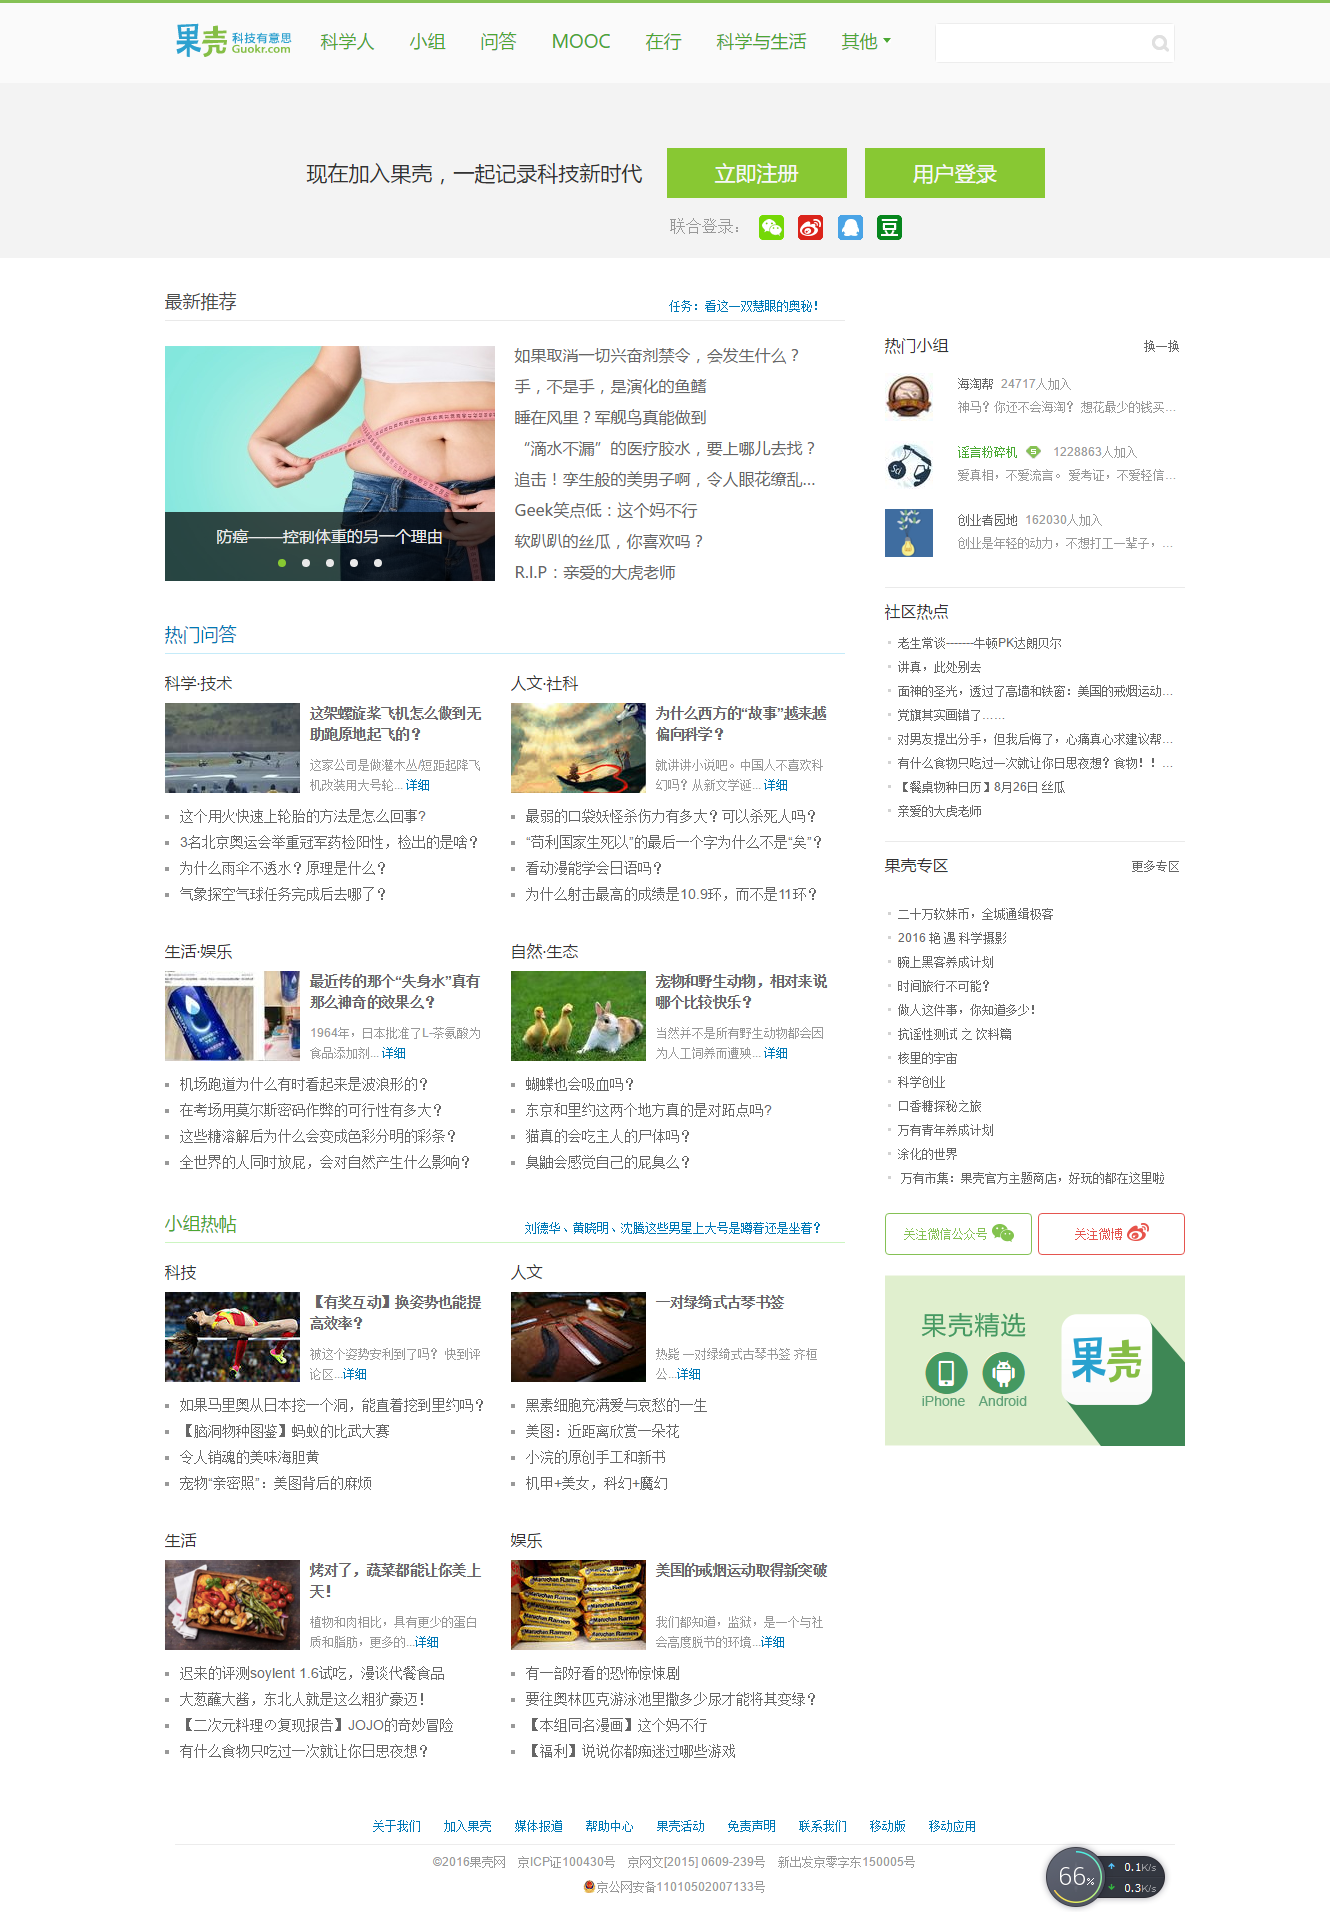 果壳 科技有意思 Guokr.com
科学人 小组 问答 MOOC 在行 科学与生活 其他
现在加入果壳，一起记录科技新时代 立即注册 用户登录
联合登录：
豆
最新推荐 任务：看这一双慧眼的奥秘！
防癌——控制体重的另一个理由
如果取消一切兴奋剂禁令，会发生什么？
手，不是手，是演化的鱼鳍
睡在风里？军舰鸟真能做到
“滴水不漏”的医疗胶水，要上哪儿去找？
追击！孪生般的美男子啊，令人眼花缭乱...
Geek笑点低：这个妈不行
软趴趴的丝瓜，你喜欢吗？
R.I.P：亲爱的大虎老师
热门问答
科学·技术
这架螺旋桨飞机怎么做到无
助跑原地起飞的？
这家公司是做灌木丛/短距起降飞
机改装用大号轮... 详细
这个用火快速上轮胎的方法是怎么回事？
3名北京奥运会举重冠军药检阳性，检出的是啥？
为什么雨伞不透水？原理是什么？
气象探空气球任务完成后去哪了？
人文·社科
为什么西方的“故事”越来越
偏向科学？
就讲讲小说吧。中国人不喜欢科
幻吗？从新文学诞... 详细
最弱的口袋妖怪杀伤力有多大？可以杀死人吗？
“苟利国家生死以”的最后一个字为什么不是“矣”？
看动漫能学会日语吗？
为什么射击最高的成绩是10.9环，而不是11环？
生活·娱乐
最近传的那个“失身水”真有
那么神奇的效果么？
1964年，日本批准了L-茶氨酸为
食品添加剂... 详细
机场跑道为什么有时看起来是波浪形的？
在考场用莫尔斯密码作弊的可行性有多大？
这些糖溶解后为什么会变成色彩分明的彩条？
全世界的人同时放屁，会对自然产生什么影响？
自然·生态
宠物和野生动物，相对来说
哪个比较快乐？
当然并不是所有野生动物都会因
为人工饲养而遭殃... 详细
蝴蝶也会吸血吗？
东京和里约这两个地方真的是对跖点吗？
猫真的会吃主人的尸体吗？
臭鼬会感觉自己的屁臭么？
小组热帖 刘德华、黄晓明、沈腾这些男星上大号是蹲着还是坐着？
科技
【有奖互动】换姿势也能提
高效率？
被这个姿势安利到了吗？ 快到评
论区...详细
如果马里奥从日本挖一个洞，能直着挖到里约吗？
【脑洞物种图鉴】蚂蚁的比武大赛
令人销魂的美味海胆黄
宠物“亲密照”：美图背后的麻烦
人文
一对绿绮式古琴书签
热毙 一对绿绮式古琴书签 齐桓
公...详细
黑素细胞充满爱与哀愁的一生
美图：近距离欣赏一朵花
小浣的原创手工和新书
机甲+美女，科幻+魔幻
生活
烤对了，蔬菜都能让你美上
天！
植物和肉相比，具有更少的蛋白
质和脂肪，更多的...详细
迟来的评测soylent 1.6试吃，漫谈代餐食品
大葱蘸大酱，东北人就是这么粗犷豪迈！
【二次元料理の复现报告】JOJO的奇妙冒险
有什么食物只吃过一次就让你日思夜想？
娱乐
Maruchan Ramen
美国的戒烟运动取得新突破
我们都知道，监狱，是一个与社
会高度脱节的环境...详细
有一部好看的恐怖惊悚剧
要往奥林匹克游泳池里撒多少尿才能将其变绿？
【本组同名漫画】这个妈不行
【福利】说说你都痴迷过哪些游戏
热门小组 换一换
海淘帮 24717人加入
神马？你还不会海淘？ 想花最少的钱买...
谣言粉碎机 1228863人加入
爱真相，不爱流言。 爱考证，不爱轻信...
创业者园地 162030人加入
创业是年轻的动力，不想打工一辈子，...
社区热点
老生常谈-------牛顿PK达朗贝尔
讲真，此处别去
面神的圣光，透过了高墙和铁窗：美国的戒烟运动...
党旗其实画错了……
对男友提出分手，但我后悔了，心痛真心求建议帮...
有什么食物只吃过一次就让你日思夜想？食物！！...
【餐桌物种日历】8月26日 丝瓜
亲爱的大虎老师
果壳专区 更多专区
二十万软妹币，全城通缉极客
2016 艳 遇 科学摄影
腕上黑客养成计划
时间旅行不可能？
做人这件事，你知道多少！
抗谣性测试 之 饮料篇
核里的宇宙
科学创业
口香糖探秘之旅
万有青年养成计划
涂化的世界
万有市集：果壳官方主题商店，好玩的都在这里啦
关注微信公众号 关注微博
果壳精选
iPhone Android
果壳
关于我们 加入果壳 媒体报道 帮助中心 果壳活动 免责声明 联系我们 移动版 移动应用
©2016果壳网 京ICP证100430号 京网文[2015] 0609-239号 新出发京零字东150005号
京公网安备11010502007133号
66% 0.1K/s
0.3K/s